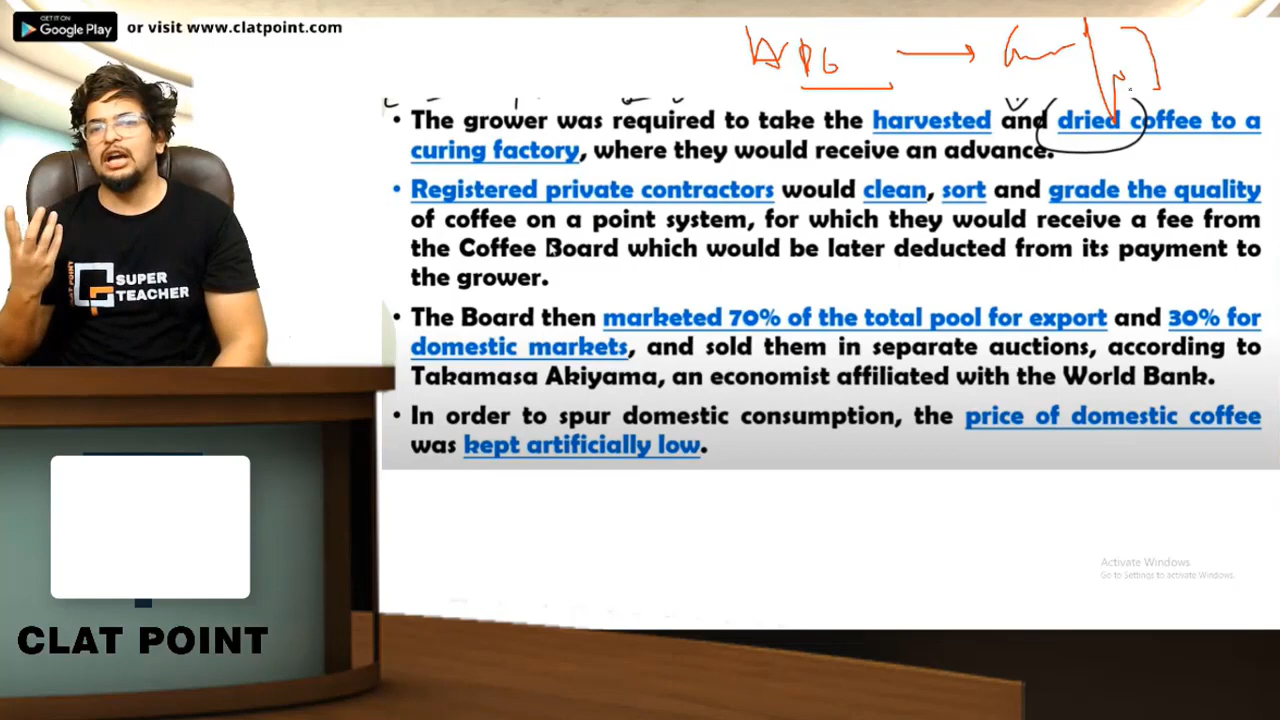 GET IT ON
Google Play
or visit www.clatpoint.com
• The grower was required to take the harvested and dried coffee to a
curing factory, where they would receive an advance.
• Registered private contractors would clean, sort and grade the quality
of coffee on a point system, for which they would receive a fee from
the Coffee Board which would be later deducted from its payment to
the grower.
• The Board then marketed 70% of the total pool for export and 30% for
domestic markets, and sold them in separate auctions, according to
Takamasa Akiyama, an economist affiliated with the World Bank.
• In order to spur domestic consumption, the price of domestic coffee
was kept artificially low.
CLAT POINT
SUPER
TEACHER
Activate Windows
Go to Settings to activate Windows.
CLAT POINT